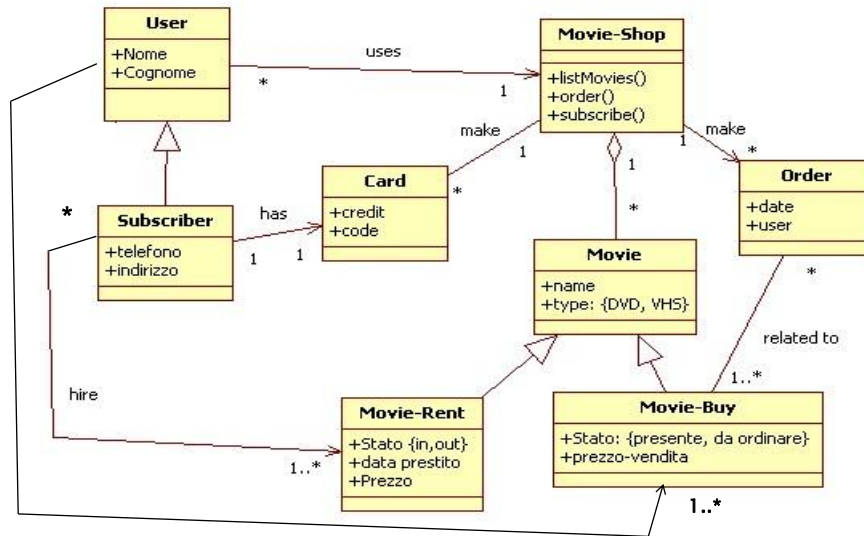 User
+Nome
+Cognome
uses
*
1
Movie-Shop
+listMovies()
+order()
+subscribe()
make
1
*
1
make
*
1
*
Order
+date
+user
*
Card
+credit
+code
*
Subscriber
+telefono
+indirizzo
has
1
1
Movie
+name
+type: {DVD, VHS}
related to
1..*
hire
1..*
Movie-Rent
+Stato {in,out}
+data prestito
+Prezzo
Movie-Buy
+Stato: {presente, da ordinare}
+prezzo-vendita
1..*